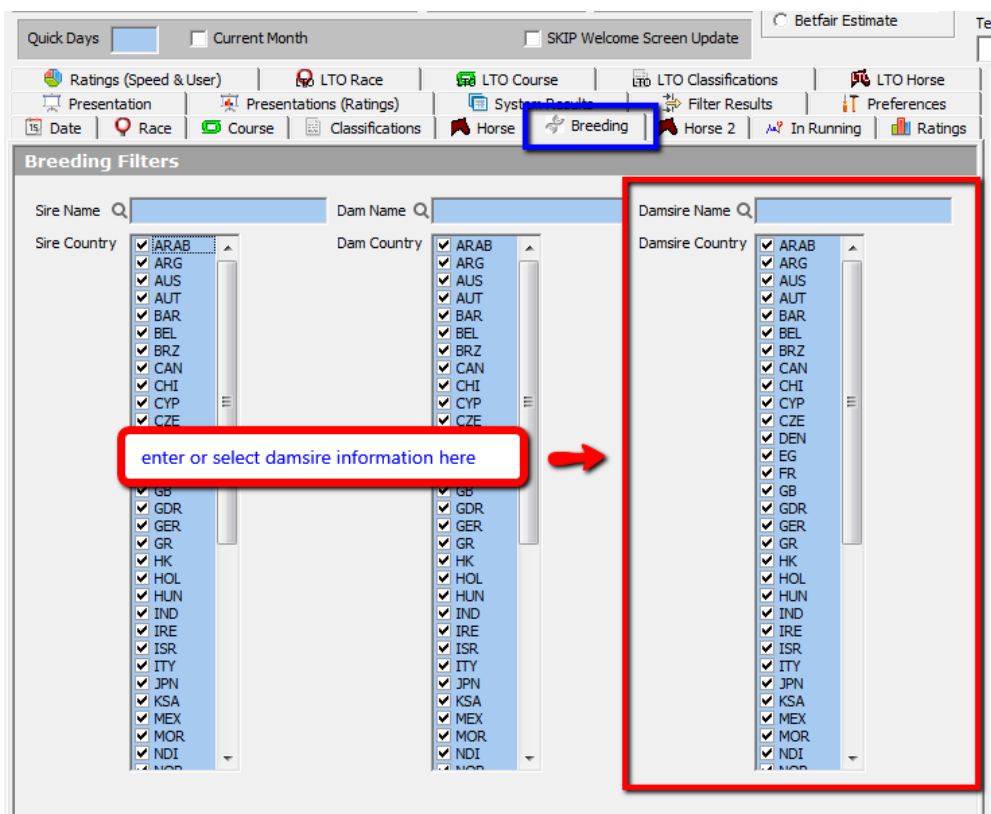 Betfair Estimate
Te
Quick Days
Current Month
SKIP Welcome Screen Update
Ratings (Speed & User)
LTO Race
LTO Course
LTO Classifications
LTO Horse
Presentation
Presentations (Ratings)
System Results
Filter Results
Preferences
Date
Race
Course
Classifications
Horse
Breeding
Horse 2
In Running
Ratings
Breeding Filters
Sire Name
Dam Name
Damsire Name
Sire Country
ARAB
ARG
AUS
AUT
BAR
BEL
BRZ
CAN
CHI
CYP
CZE
GB
GDR
GER
GR
HK
HOL
HUN
IND
IRE
ISR
ITY
JPN
KSA
MEX
MOR
NDI
NOR
Dam Country
ARAB
ARG
AUS
AUT
BAR
BEL
BRZ
CAN
CHI
CYP
CZE
GB
GDR
GER
GR
HK
HOL
HUN
IND
IRE
ISR
ITY
JPN
KSA
MEX
MOR
NDI
NOR
Damsire Country
ARAB
ARG
AUS
AUT
BAR
BEL
BRZ
CAN
CHI
CYP
CZE
DEN
EG
FR
GB
GDR
GER
GR
HK
HOL
HUN
IND
IRE
ISR
ITY
JPN
KSA
MEX
MOR
NDI
NOR
enter or select damsire information here